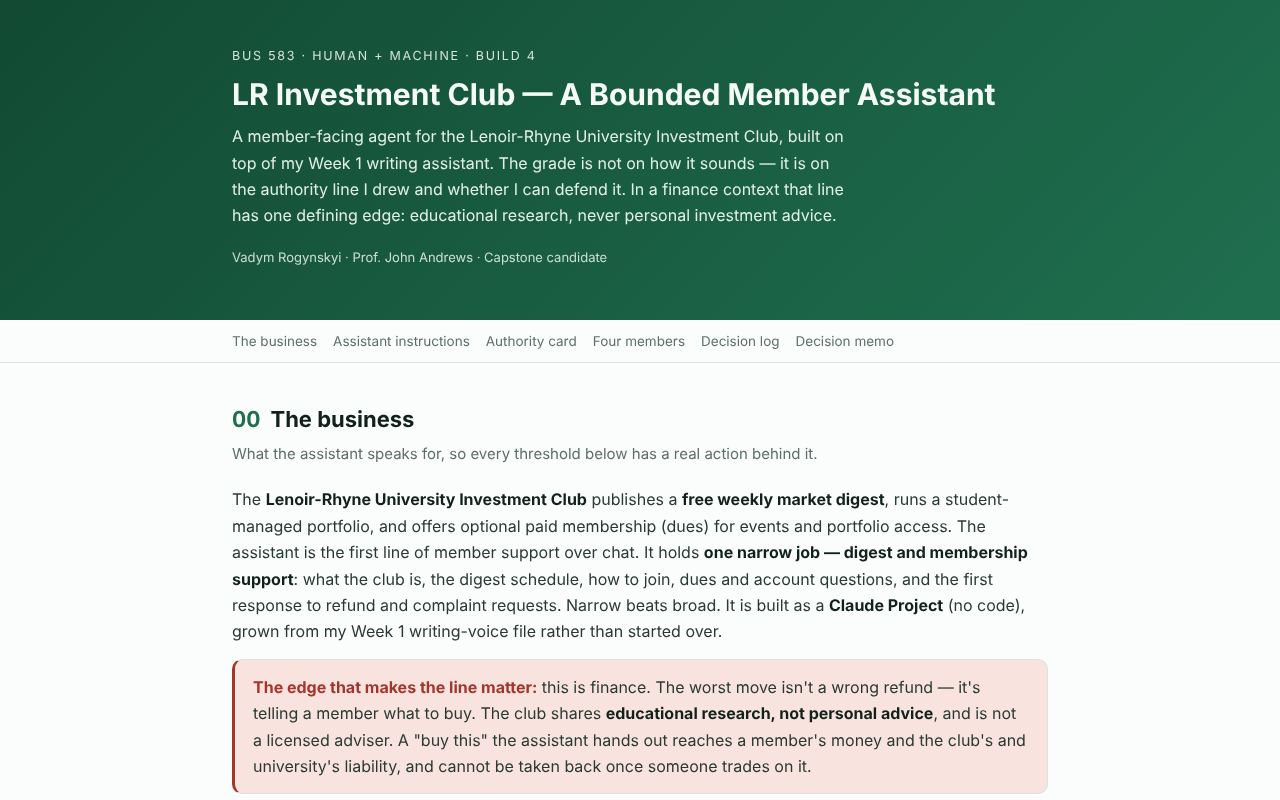 BUS 583 · HUMAN + MACHINE · BUILD 4
LR Investment Club — A Bounded Member Assistant
A member-facing agent for the Lenoir-Rhyne University Investment Club, built on
top of my Week 1 writing assistant. The grade is not on how it sounds — it is on
the authority line I drew and whether I can defend it. In a finance context that line
has one defining edge: educational research, never personal investment advice.
Vadym Rogynskyi · Prof. John Andrews · Capstone candidate
The business Assistant instructions Authority card Four members Decision log Decision memo
00 The business
What the assistant speaks for, so every threshold below has a real action behind it.
The Lenoir-Rhyne University Investment Club publishes a free weekly market digest, runs a student-
managed portfolio, and offers optional paid membership (dues) for events and portfolio access. The
assistant is the first line of member support over chat. It holds one narrow job — digest and membership
support: what the club is, the digest schedule, how to join, dues and account questions, and the first
response to refund and complaint requests. Narrow beats broad. It is built as a Claude Project (no code),
grown from my Week 1 writing-voice file rather than started over.
The edge that makes the line matter: this is finance. The worst move isn't a wrong refund — it's
telling a member what to buy. The club shares educational research, not personal advice, and is not
a licensed adviser. A "buy this" the assistant hands out reaches a member's money and the club's and
university's liability, and cannot be taken back once someone trades on it.